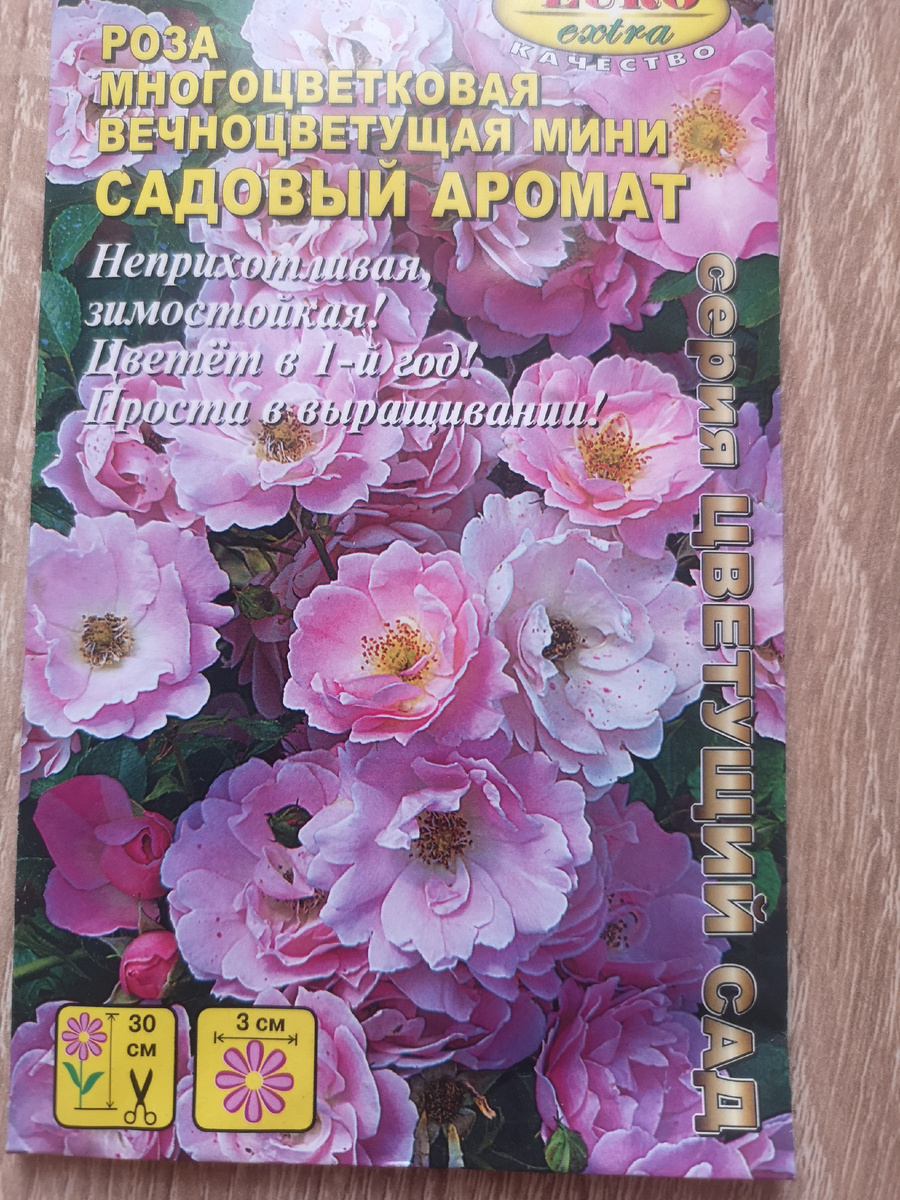 EURO
extra
КАЧЕСТВО
РОЗА
МНОГОЦВЕТКОВАЯ
ВЕЧНОЦВЕТУЩАЯ МИНИ
САДОВЫЙ АРОМАТ
Неприхотливая,
зимостойкая!
Цветёт в 1-й год!
Проста в выращивании!
серия ЦВЕТУЩИЙ САД
30
см
3 см